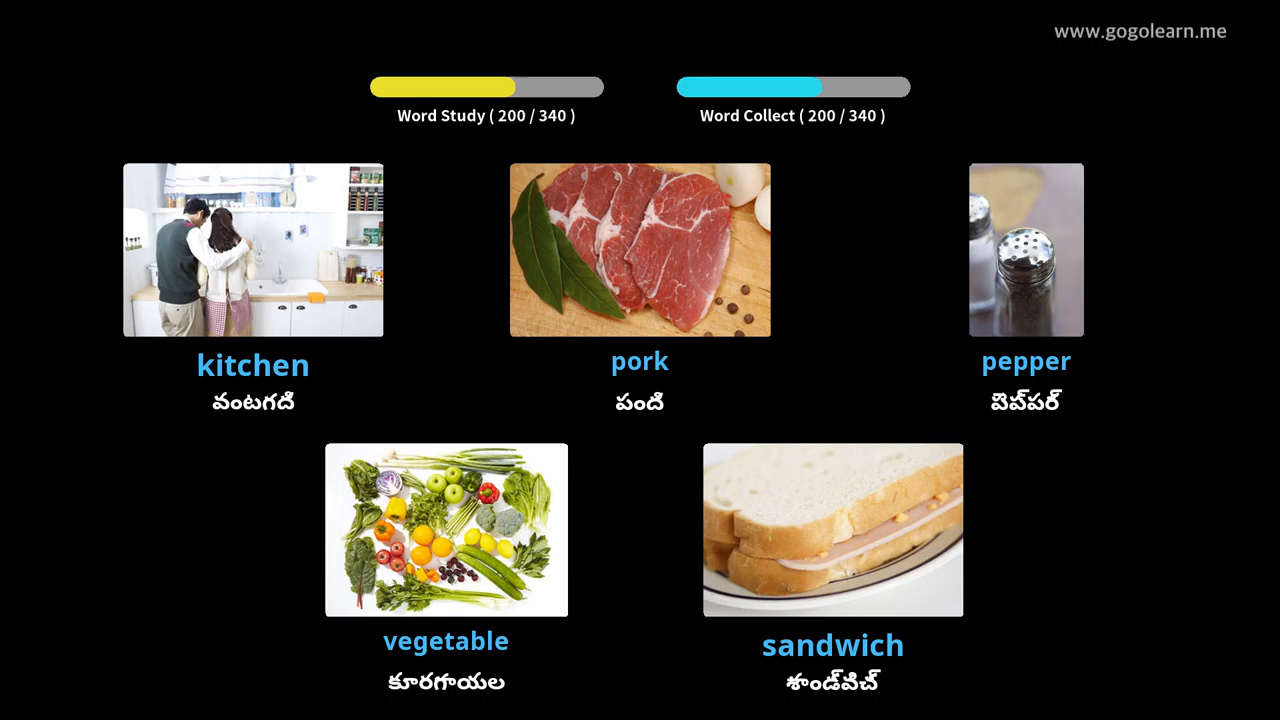 www.gogolearn.me
Word Study ( 200 / 340 )
Word Collect ( 200 / 340 )
kitchen
వంటగది
pork
పంది
pepper
పెప్పర్
vegetable
కూరగాయల
sandwich
శాండ్విచ్